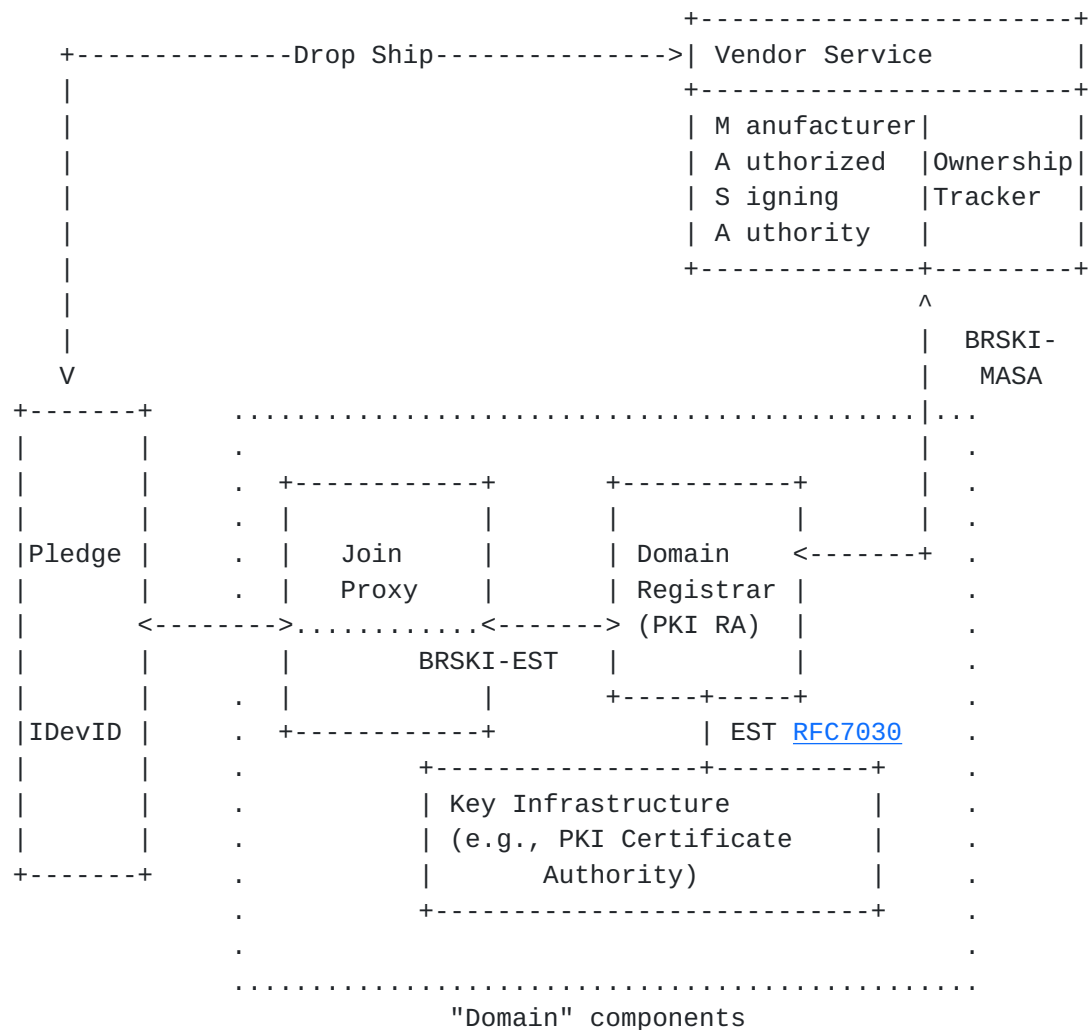 Drop Ship
Vendor Service
M anufacturer
A uthorized Ownership
S igning Tracker
A uthority
BRSKI-
V MASA
Pledge Join Domain
Proxy Registrar
(PKI RA)
BRSKI-EST
IDevID EST RFC7030
Key Infrastructure
(e.g., PKI Certificate
Authority)
"Domain" components